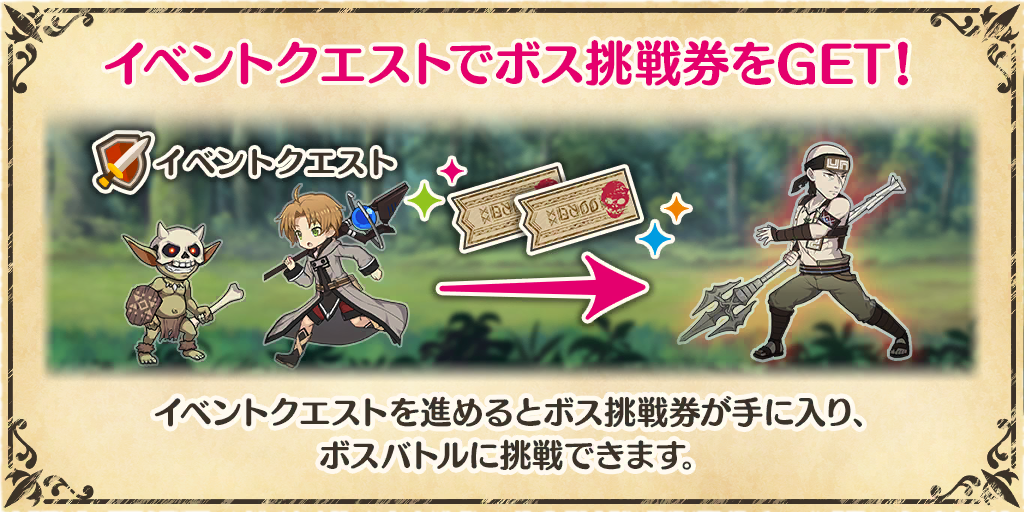 イベントクエストでボス挑戦券をGET!
イベントクエスト
イベントクエストを進めるとボス挑戦券が手に入り、
ボスバトルに挑戦できます。